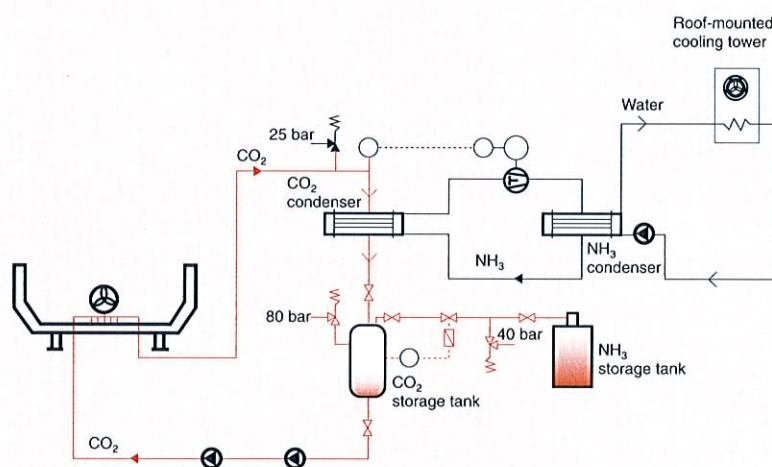 Roof-mounted
cooling tower
Water
25 bar
CO₂
CO₂
condenser
NH₃
NH₃
condenser
80 bar
40 bar
CO₂
storage tank
NH₃
storage tank
CO₂